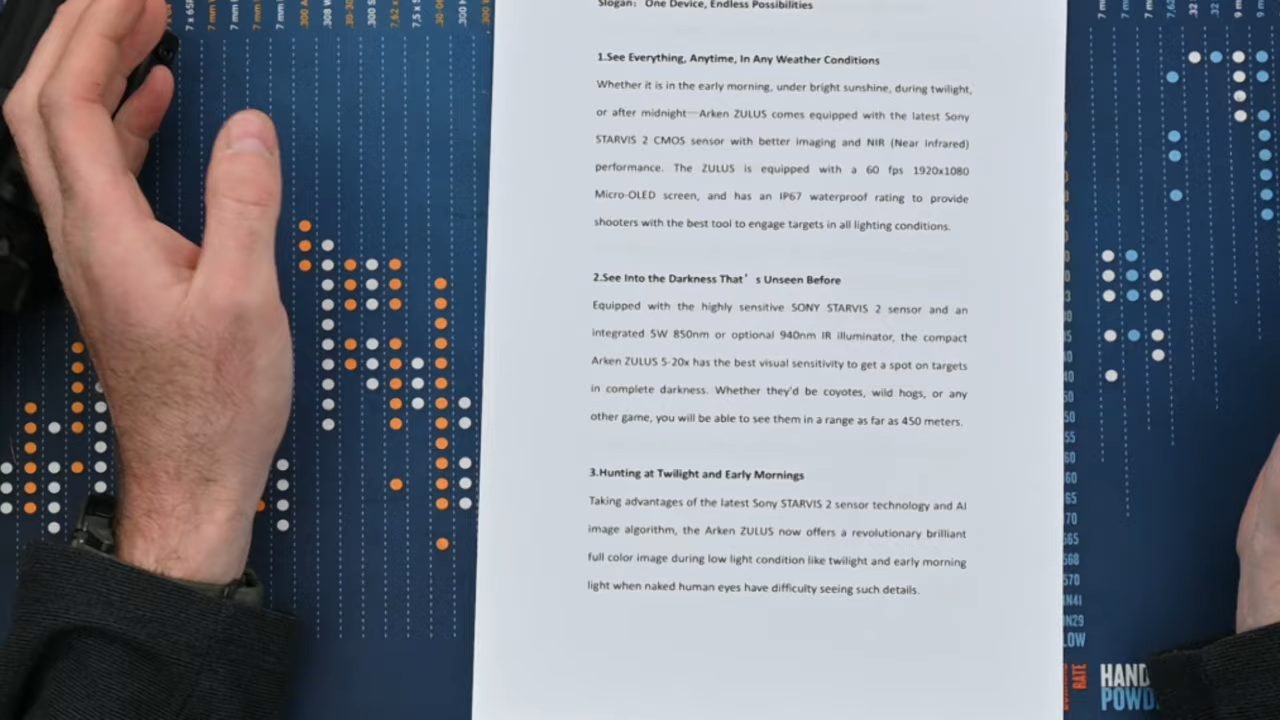 Slogan: One Device, Endless Possibilities
1.See Everything, Anytime, In Any Weather Conditions
Whether it is in the early morning, under bright sunshine, during twilight,
or after midnight—Arken ZULUS comes equipped with the latest Sony
STARVIS 2 CMOS sensor with better imaging and NIR (Near Infrared)
performance. The ZULUS is equipped with a 60 fps 1920x1080
Micro-OLED screen, and has an IP67 waterproof rating to provide
shooters with the best tool to engage targets in all lighting conditions.
2.See Into the Darkness That' s Unseen Before
Equipped with the highly sensitive SONY STARVIS 2 sensor and an
integrated 5W 850nm or optional 940nm IR illuminator, the compact
Arken ZULUS 5-20x has the best visual sensitivity to get a spot on targets
in complete darkness. Whether they'd be coyotes, wild hogs, or any
other game, you will be able to see them in a range as far as 450 meters.
3.Hunting at Twilight and Early Mornings
Taking advantages of the latest Sony STARVIS 2 sensor technology and AI
image algorithm, the Arken ZULUS now offers a revolutionary brilliant
full color image during low light condition like twilight and early morning
light when naked human eyes have difficulty seeing such details.
RATE
HAND
POWD